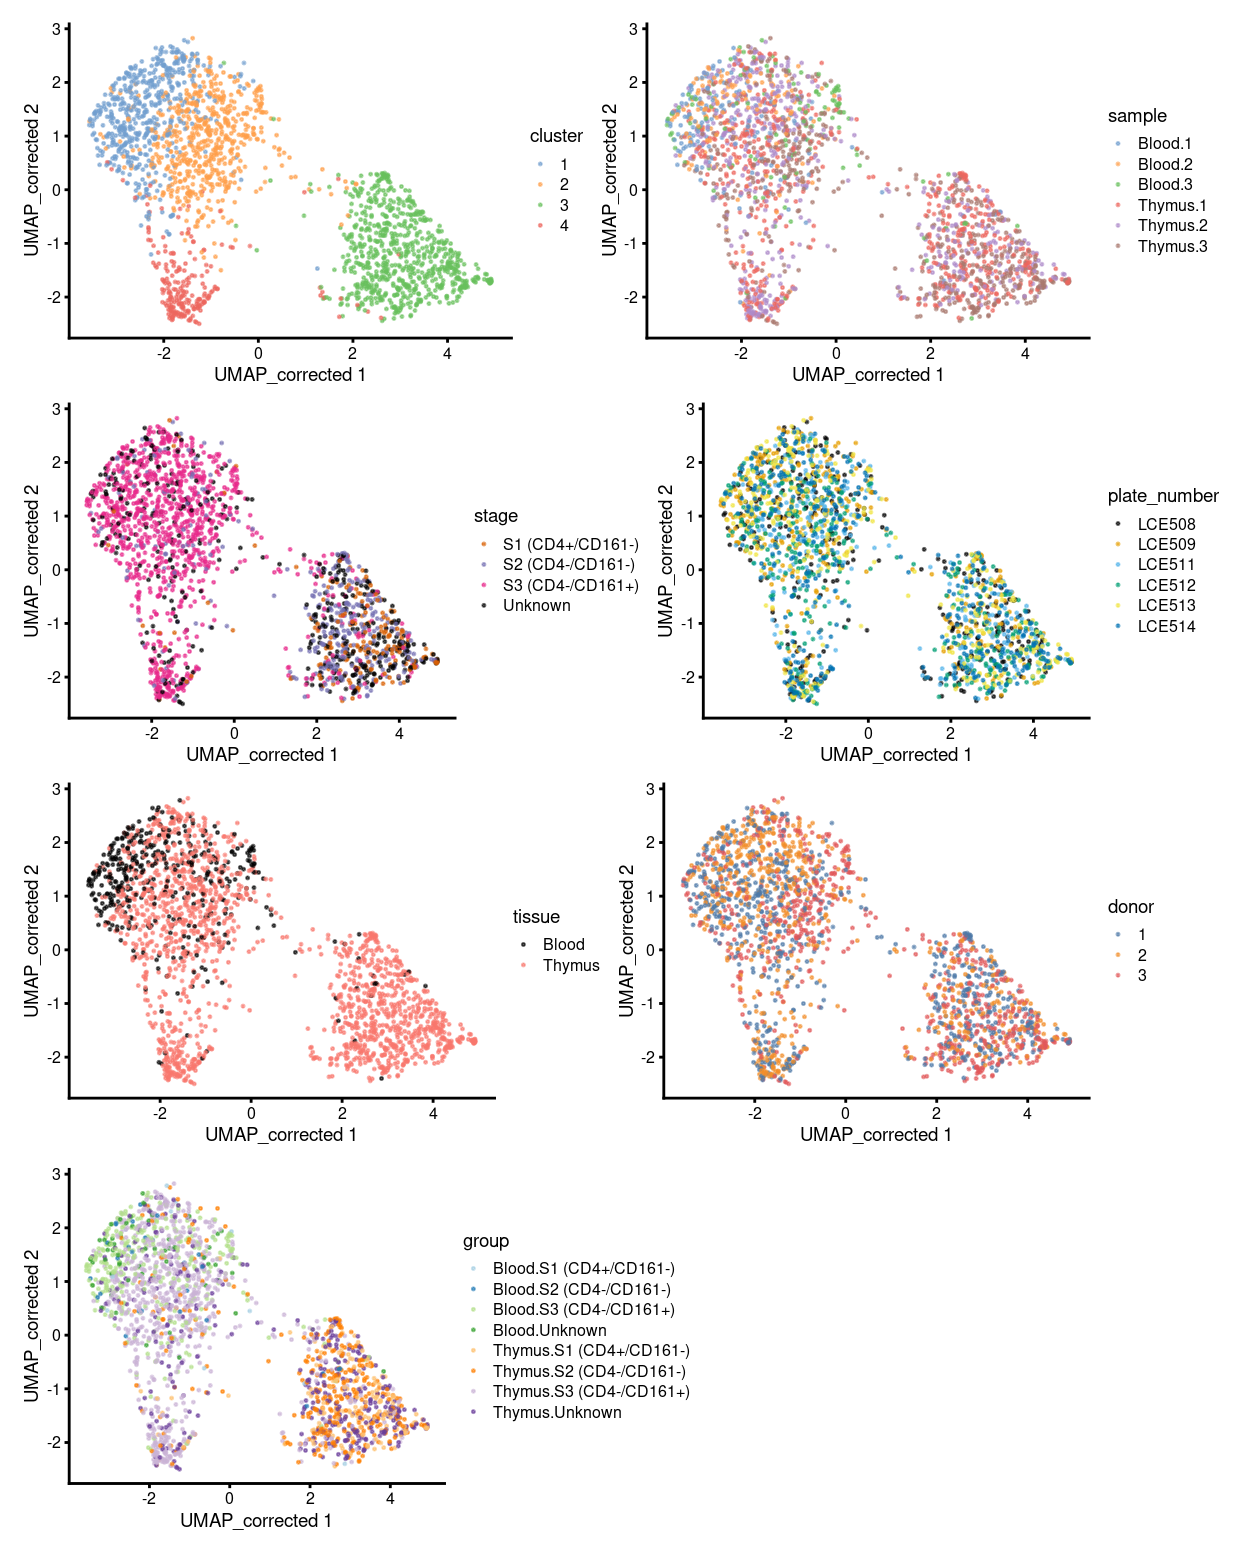 3
2
1
0
-1
-2
-2 0 2 4
UMAP_corrected 1
UMAP_corrected 2
cluster
1
2
3
4
3
2
1
0
-1
-2
-2 0 2 4
UMAP_corrected 1
UMAP_corrected 2
sample
Blood.1
Blood.2
Blood.3
Thymus.1
Thymus.2
Thymus.3
3
2
1
0
-1
-2
-2 0 2 4
UMAP_corrected 1
UMAP_corrected 2
stage
S1 (CD4+/CD161-)
S2 (CD4-/CD161-)
S3 (CD4-/CD161+)
Unknown
3
2
1
0
-1
-2
-2 0 2 4
UMAP_corrected 1
UMAP_corrected 2
plate_number
LCE508
LCE509
LCE511
LCE512
LCE513
LCE514
3
2
1
0
-1
-2
-2 0 2 4
UMAP_corrected 1
UMAP_corrected 2
tissue
Blood
Thymus
3
2
1
0
-1
-2
-2 0 2 4
UMAP_corrected 1
UMAP_corrected 2
donor
1
2
3
3
2
1
0
-1
-2
-2 0 2 4
UMAP_corrected 1
UMAP_corrected 2
group
Blood.S1 (CD4+/CD161-)
Blood.S2 (CD4-/CD161-)
Blood.S3 (CD4-/CD161+)
Blood.Unknown
Thymus.S1 (CD4+/CD161-)
Thymus.S2 (CD4-/CD161-)
Thymus.S3 (CD4-/CD161+)
Thymus.Unknown